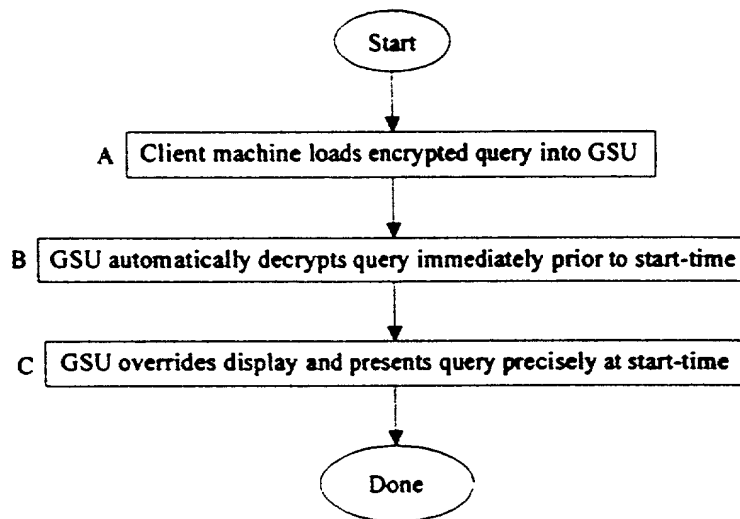 Start
A Client machine loads encrypted query into GSU
B GSU automatically decrypts query immediately prior to start-time
C GSU overrides display and presents query precisely at start-time
Done